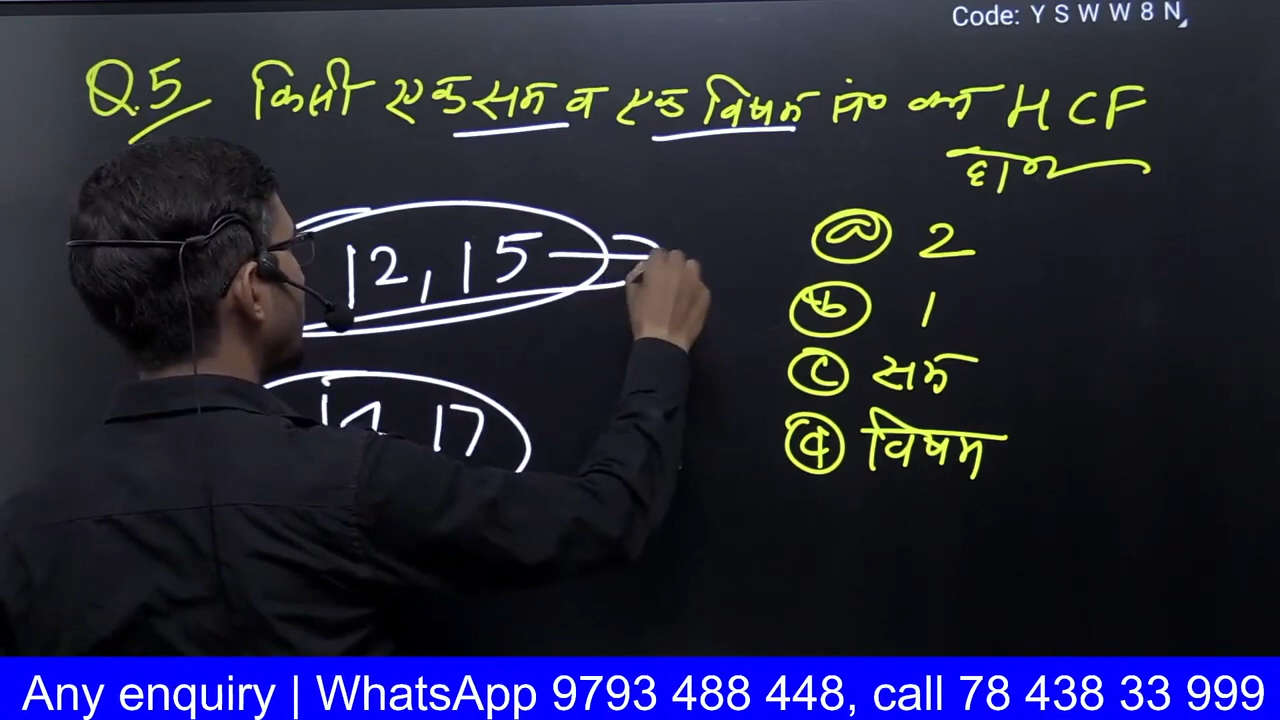 Code: Y S W W 8 N
Q.5 किसी एक सम व एक विषम सं० का HCF
होगा
12, 15
17
(a) 2
(b) 1
(c) सम
(d) विषम
Any enquiry | WhatsApp 9793 488 448, call 78 438 33 999